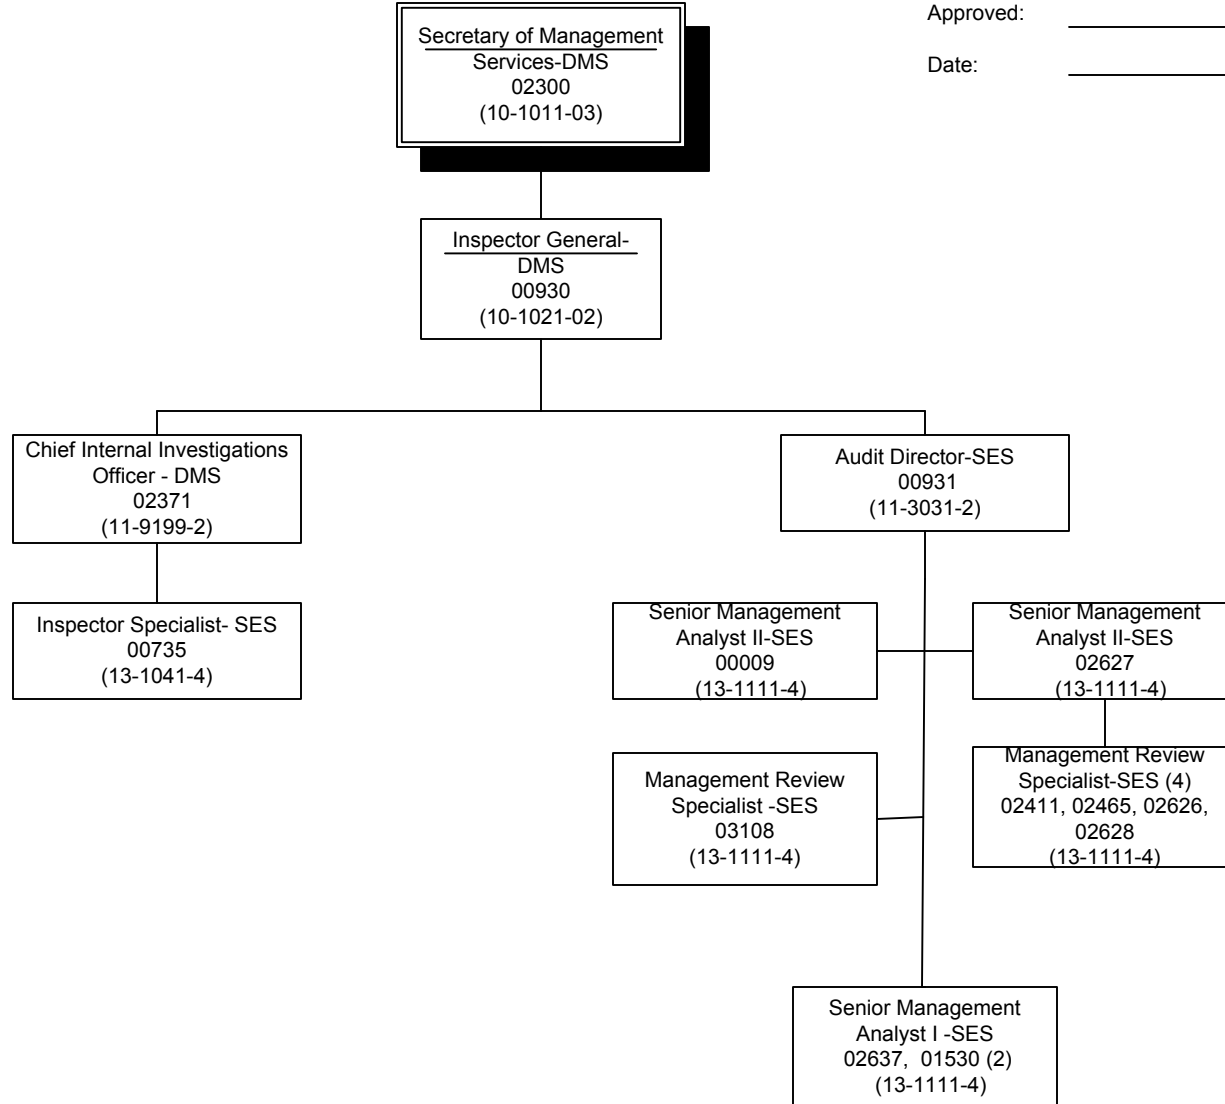 Approved:
Date:
Secretary of Management
Services-DMS
02300
(10-1011-03)
Inspector General-
DMS
00930
(10-1021-02)
Chief Internal Investigations
Officer - DMS
02371
(11-9199-2)
Audit Director-SES
00931
(11-3031-2)
Inspector Specialist- SES
00735
(13-1041-4)
Senior Management
Analyst II-SES
00009
(13-1111-4)
Senior Management
Analyst II-SES
02627
(13-1111-4)
Management Review
Specialist -SES
03108
(13-1111-4)
Management Review
Specialist-SES (4)
02411, 02465, 02626,
02628
(13-1111-4)
Senior Management
Analyst I -SES
02637,  01530 (2)
(13-1111-4)